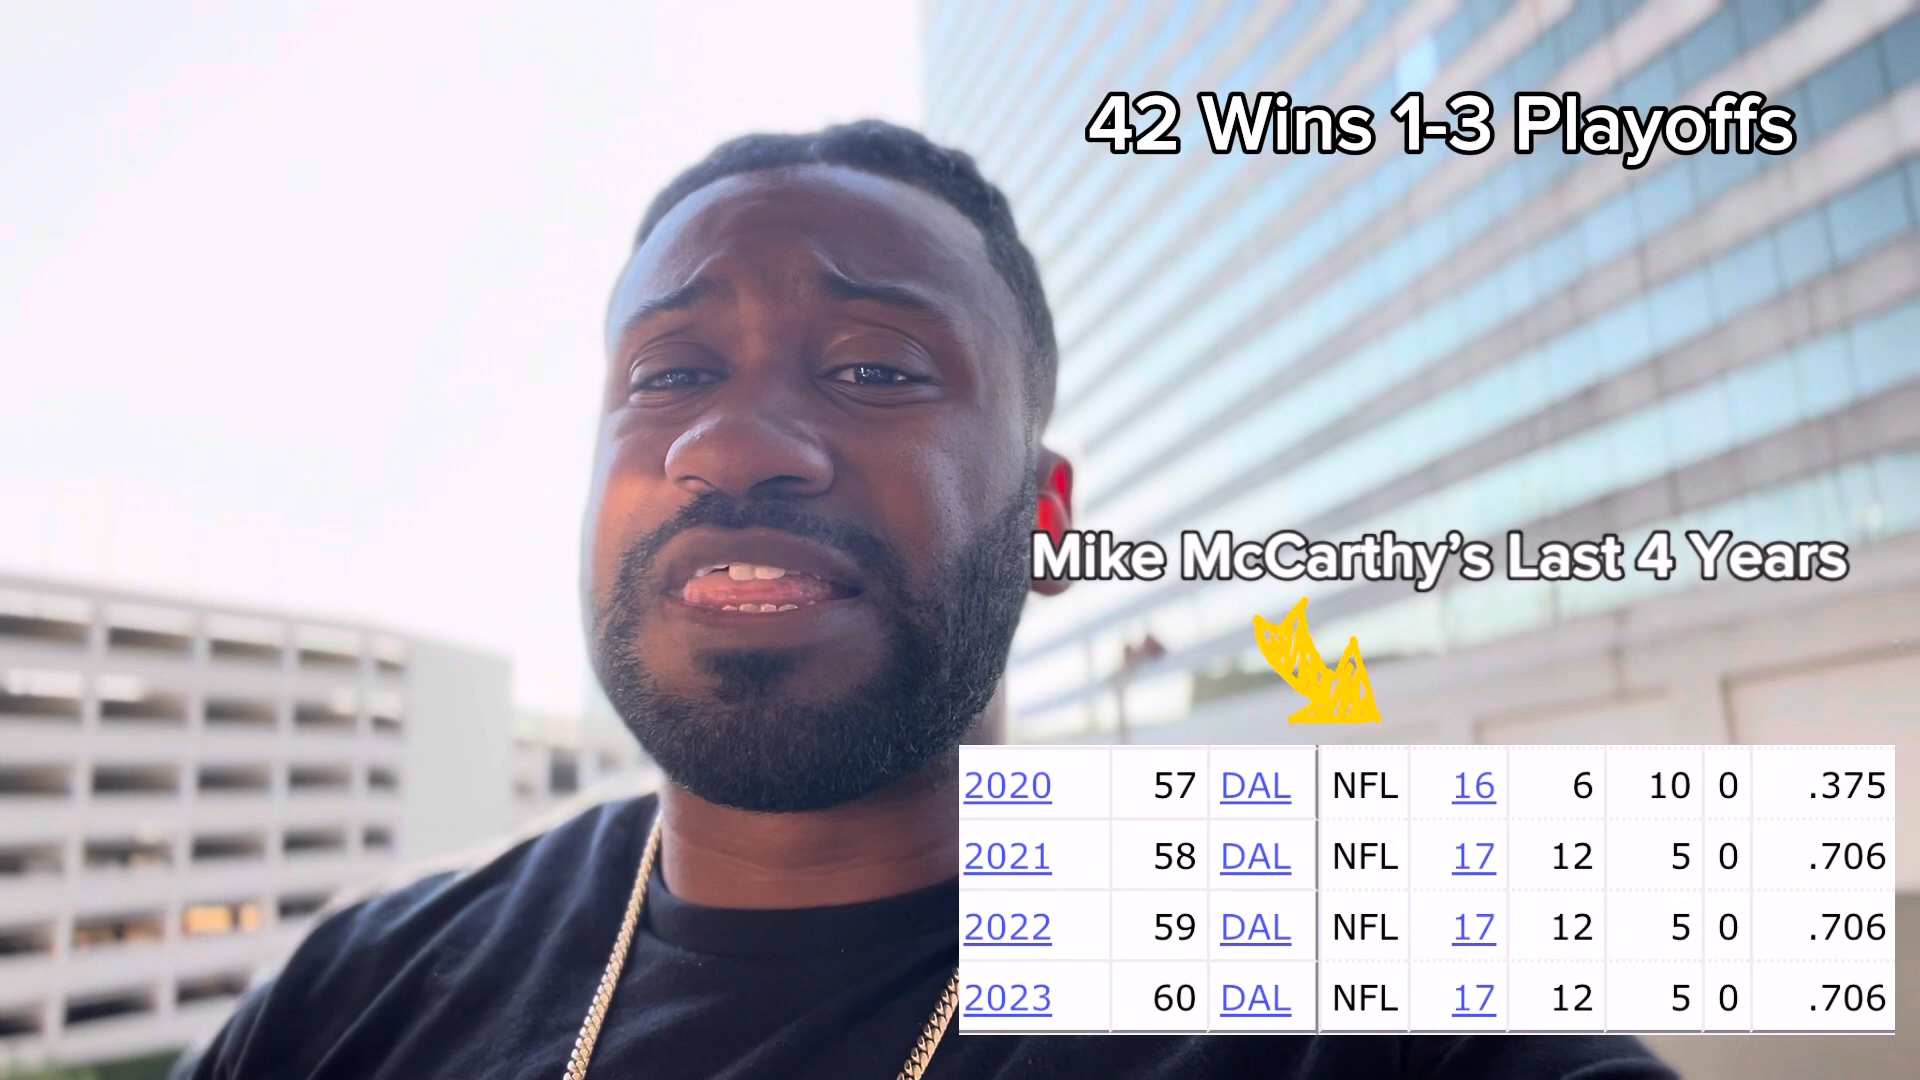 42 Wins 1-3 Playoffs
Mike McCarthy’s Last 4 Years
2020 57 DAL NFL 16 6 10 0 .375
2021 58 DAL NFL 17 12 5 0 .706
2022 59 DAL NFL 17 12 5 0 .706
2023 60 DAL NFL 17 12 5 0 .706